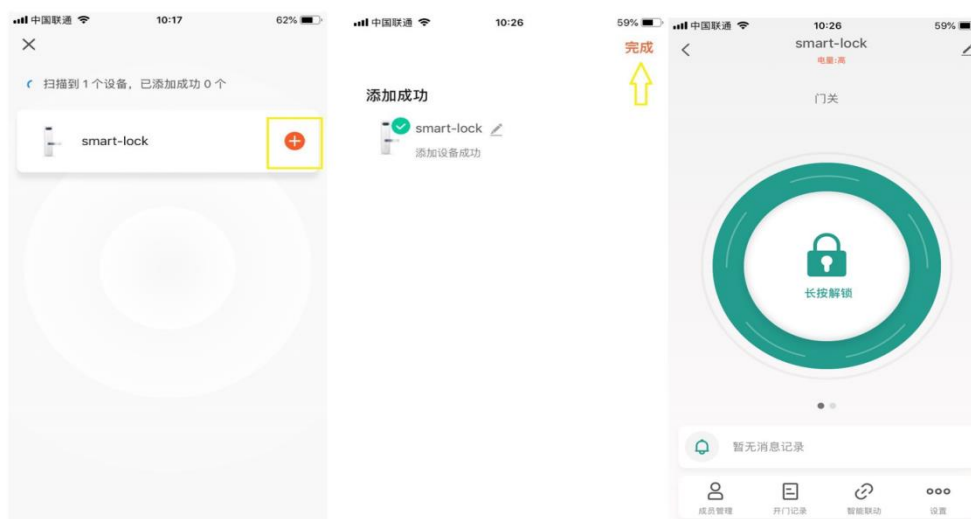 中国联通
10:17
62%
扫描到 1 个设备，已添加成功 0 个
smart-lock
中国联通
10:26
59%
完成
添加成功
smart-lock
添加设备成功
中国联通
10:26
59%
smart-lock
电量:高
门关
长按解锁
暂无消息记录
成员管理
开门记录
智能联动
设置